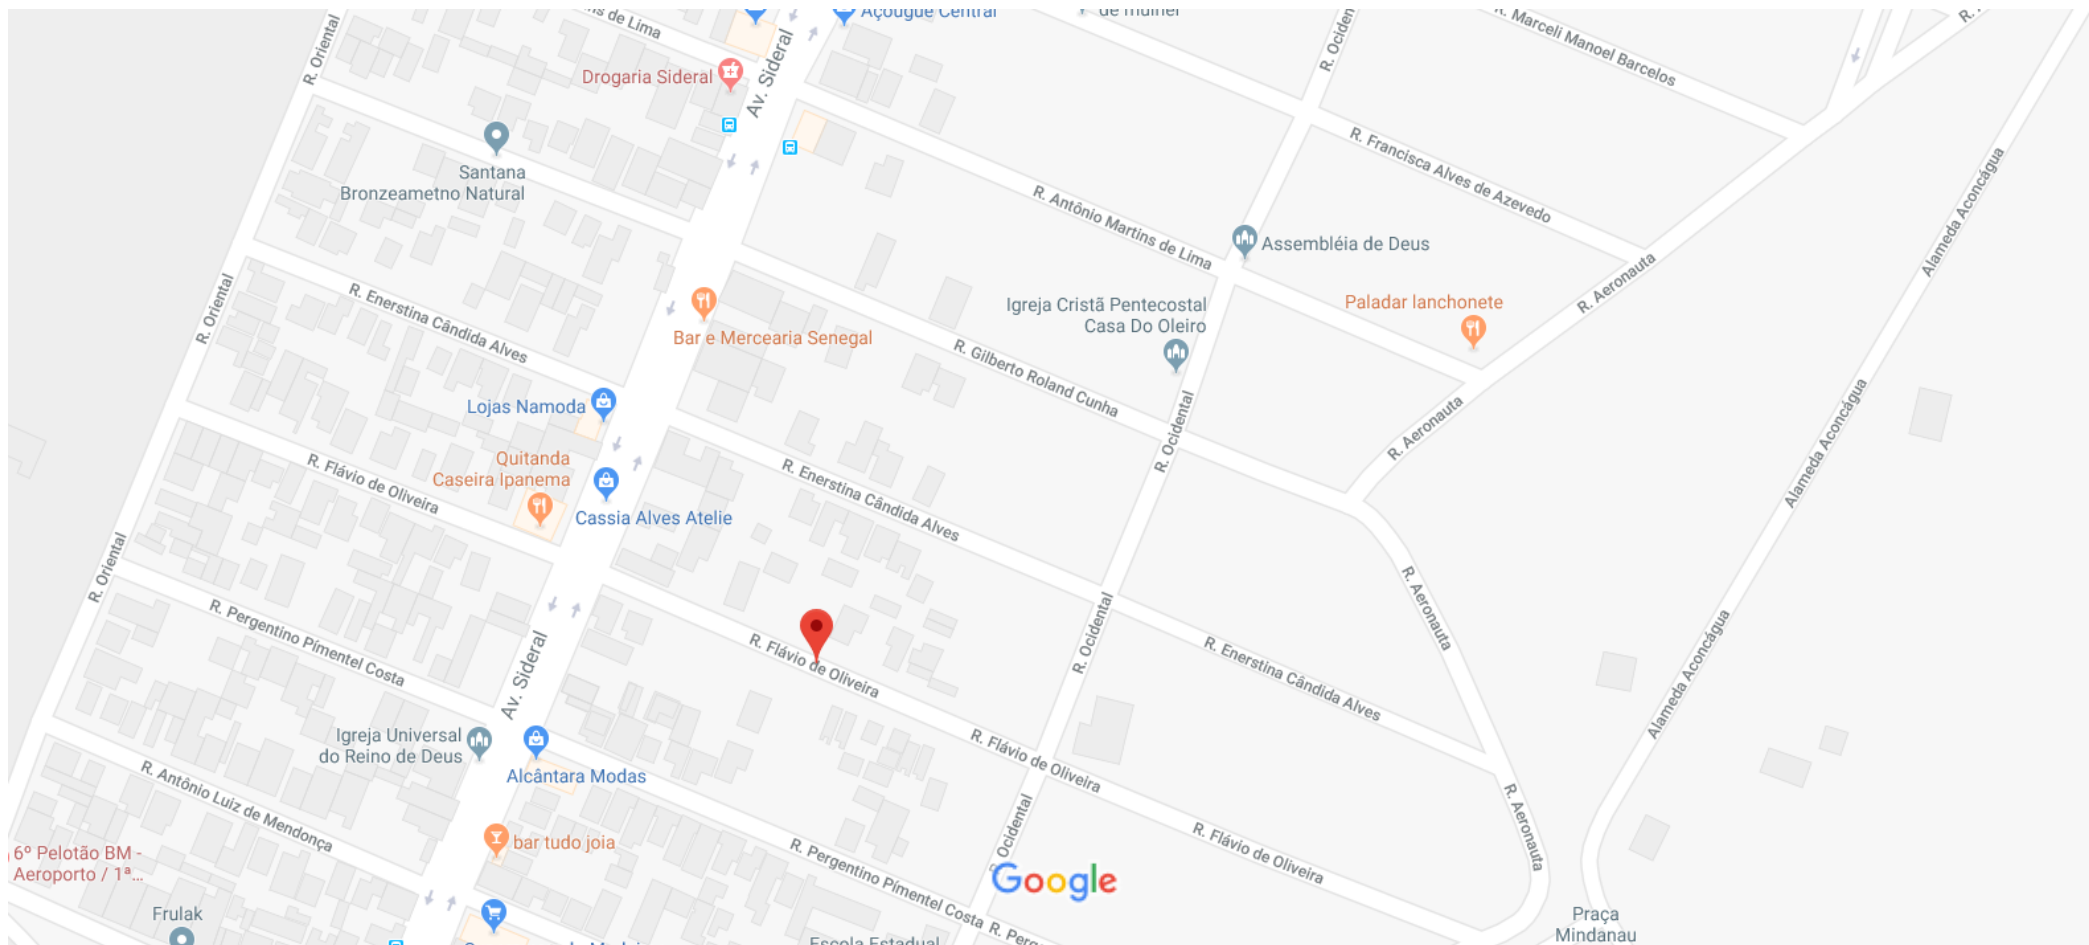 R. Oriental
Lima
Av. Sideral
Açougue Central
de mulher
R. Ociden
R. Marceli Manoel Barcelos
Drogaria Sideral
Santana
Bronzeametno Natural
R. Francisca Alves de Azevedo
R. Antônio Martins de Lima
Assembléia de Deus
Alameda Aconcágua
R. Oriental
R. Enerstina Cândida Alves
Bar e Mercearia Senegal
Igreja Cristã Pentecostal
Casa Do Oleiro
Paladar lanchonete
R. Aeronauta
R. Gilberto Roland Cunha
Lojas Namoda
R. Aeronauta
Alameda Aconcágua
R. Ocidental
Quitanda
Caseira Ipanema
R. Flávio de Oliveira
Cassia Alves Atelie
R. Enerstina Cândida Alves
R. Oriental
R. Pergentino Pimentel Costa
R. Aeronauta
R. Ocidental
Av. Sideral
R. Flávio de Oliveira
R. Enerstina Cândida Alves
Alameda Aconcágua
Igreja Universal
do Reino de Deus
Alcântara Modas
R. Flávio de Oliveira
R. Antônio Luiz de Mendonça
bar tudo joia
R. Pergentino Pimentel Costa
Ocidental
R. Flávio de Oliveira
R. Aeronauta
6º Pelotão BM -
Aeroporto / 1ª...
Google
Frulak
R. Perg
Escola Estadual
Praça
Mindanau